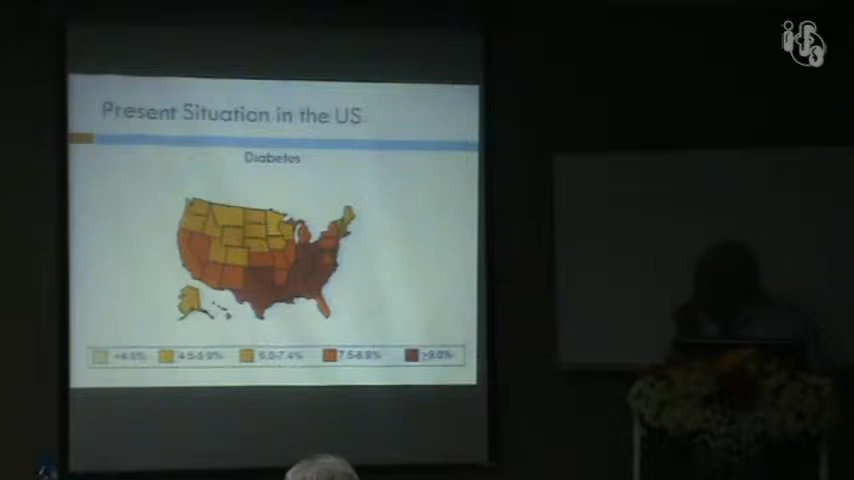 Present Situation in the US
Diabetes
<4.5% 4.5-5.9% 6.0-7.4% 7.5-8.9% ≥9.0%